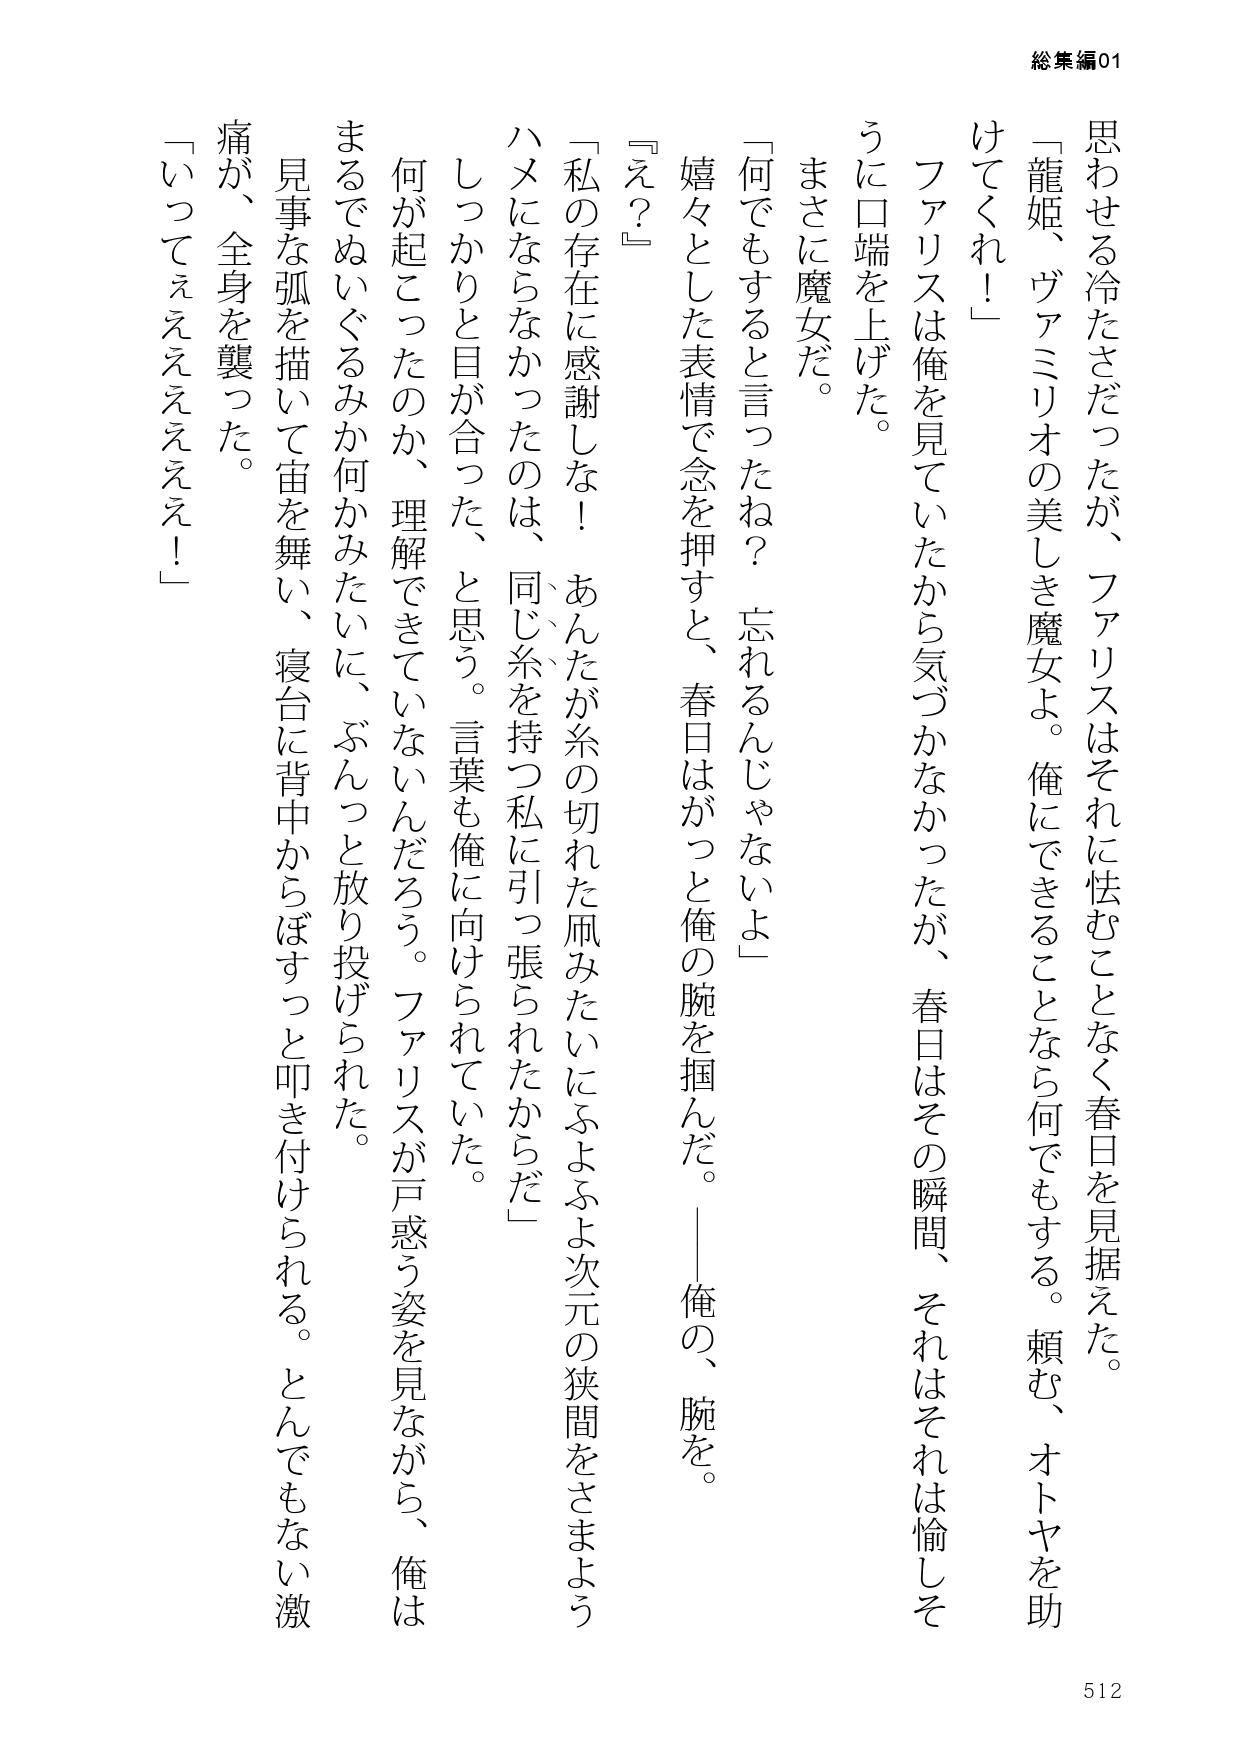 総集編01
思わせる冷たさだったが、ファリスはそれに怯むことなく春日を見据えた。
「龍姫、ヴァミリオの美しき魔女よ。俺にできることなら何でもする。頼む、オトヤを助
けてくれ！」
ファリスは俺を見ていたから気づかなかったが、春日はその瞬間、それはそれは愉しそ
うに口端を上げた。
まさに魔女だ。
「何でもすると言ったね？　忘れるんじゃないよ」
嬉々とした表情で念を押すと、春日はがっと俺の腕を掴んだ。――俺の、腕を。
『え？』
「私の存在に感謝しな！　あんたが糸の切れた凧みたいにふよふよ次元の狭間をさまよう
ハメにならなかったのは、同じ糸を持つ私に引っ張られたからだ」
しっかりと目が合った、と思う。言葉も俺に向けられていた。
何が起こったのか、理解できていないんだろう。ファリスが戸惑う姿を見ながら、俺は
まるでぬいぐるみか何かみたいに、ぶんっと放り投げられた。
見事な弧を描いて宙を舞い、寝台に背中からぼすっと叩き付けられる。とんでもない激
痛が、全身を襲った。
「いってぇえええええええ！」
512